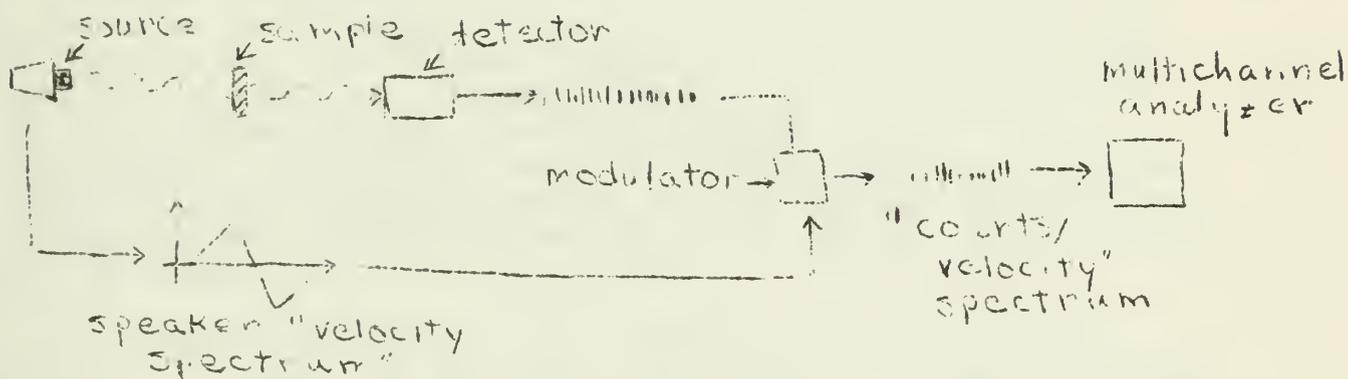 source
sample
detector
multichannel
analyzer
modulator
"counts/
velocity"
spectrum
speaker "velocity
spectrum"